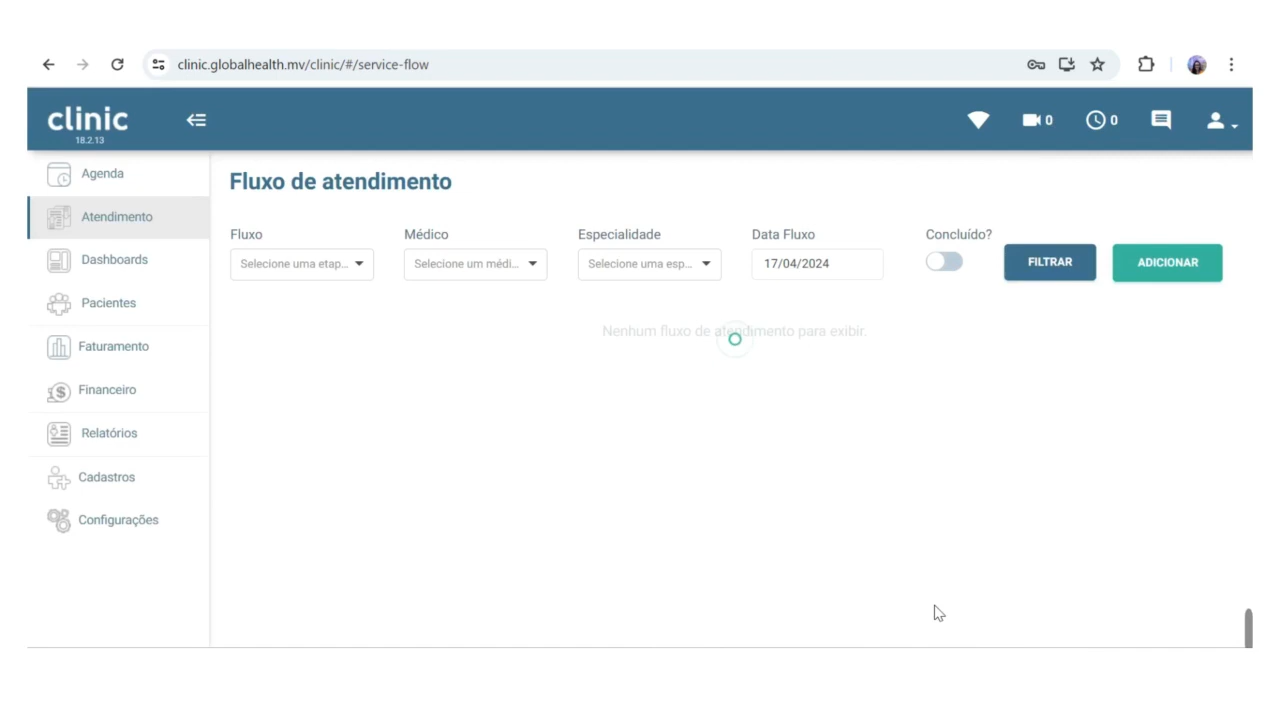 clinic.globalhealth.mv/clinic/#/service-flow
clinic
18.2.13
0
0
Agenda
Atendimento
Dashboards
Pacientes
Faturamento
Financeiro
Relatórios
Cadastros
Configurações
Fluxo de atendimento
Fluxo Médico Especialidade Data Fluxo Concluído?
Selecione uma etap... Selecione um médi... Selecione uma esp... 17/04/2024 FILTRAR ADICIONAR
Nenhum fluxo de atendimento para exibir.